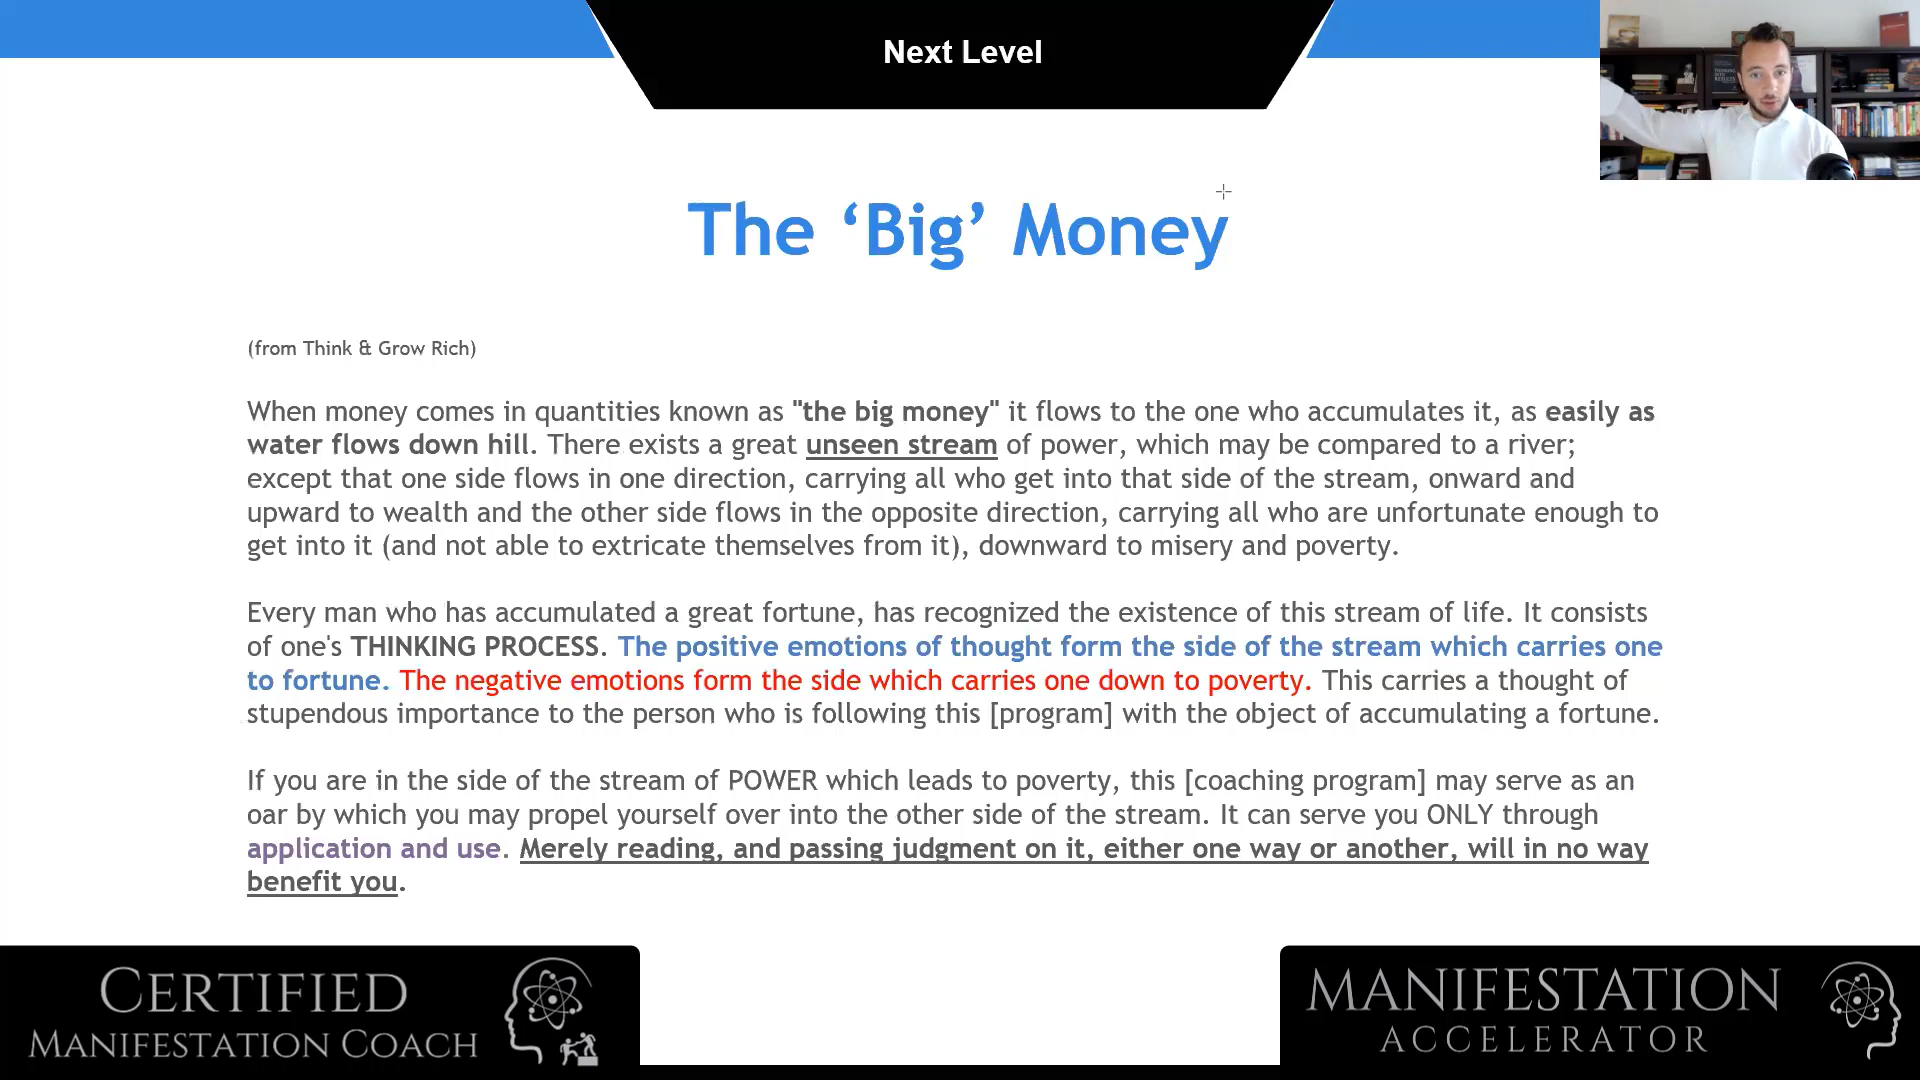 Next Level
The ‘Big’ Money
(from Think & Grow Rich)
When money comes in quantities known as "the big money" it flows to the one who accumulates it, as easily as
water flows down hill. There exists a great unseen stream of power, which may be compared to a river;
except that one side flows in one direction, carrying all who get into that side of the stream, onward and
upward to wealth and the other side flows in the opposite direction, carrying all who are unfortunate enough to
get into it (and not able to extricate themselves from it), downward to misery and poverty.
Every man who has accumulated a great fortune, has recognized the existence of this stream of life. It consists
of one's THINKING PROCESS. The positive emotions of thought form the side of the stream which carries one
to fortune. The negative emotions form the side which carries one down to poverty. This carries a thought of
stupendous importance to the person who is following this [program] with the object of accumulating a fortune.
If you are in the side of the stream of POWER which leads to poverty, this [coaching program] may serve as an
oar by which you may propel yourself over into the other side of the stream. It can serve you ONLY through
application and use. Merely reading, and passing judgment on it, either one way or another, will in no way
benefit you.
CERTIFIED
MANIFESTATION COACH
MANIFESTATION
ACCELERATOR